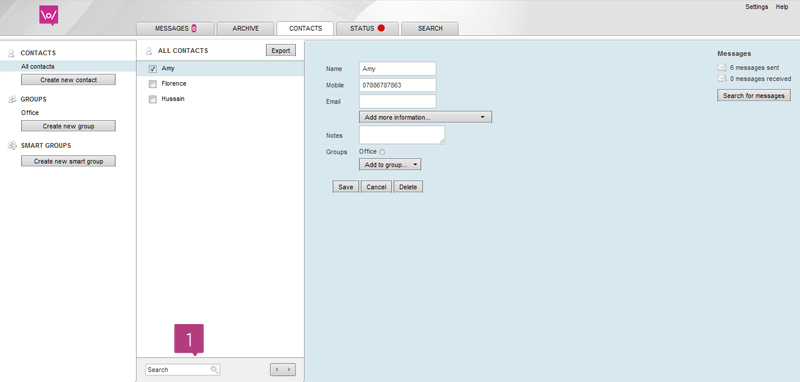 Settings Help
\o/
MESSAGES 0 ARCHIVE CONTACTS STATUS SEARCH
CONTACTS
All contacts
Create new contact
GROUPS
Office
Create new group
SMART GROUPS
Create new smart group
ALL CONTACTS Export
Amy
Florence
Hussain
1
Search
Name Amy
Mobile 07886787863
Email
Add more information...
Notes
Groups Office
Add to group...
Save Cancel Delete
Messages
6 messages sent
0 messages received
Search for messages